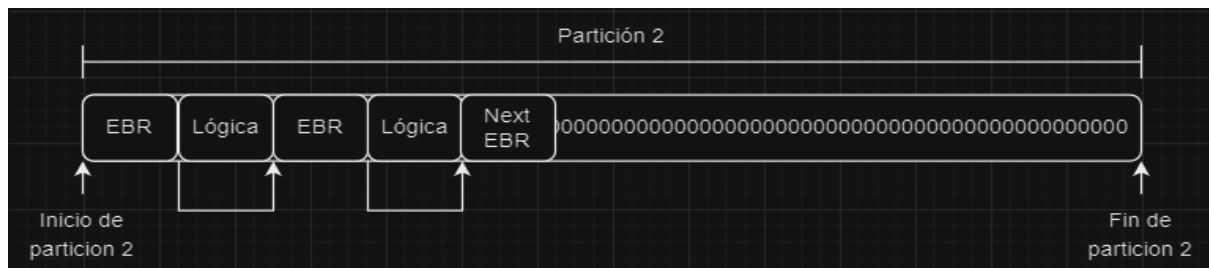 Partición 2
EBR
Lógica
EBR
Lógica
Next
EBR
00000000000000000000000000000000000000000000
Inicio de
particion 2
Fin de
particion 2